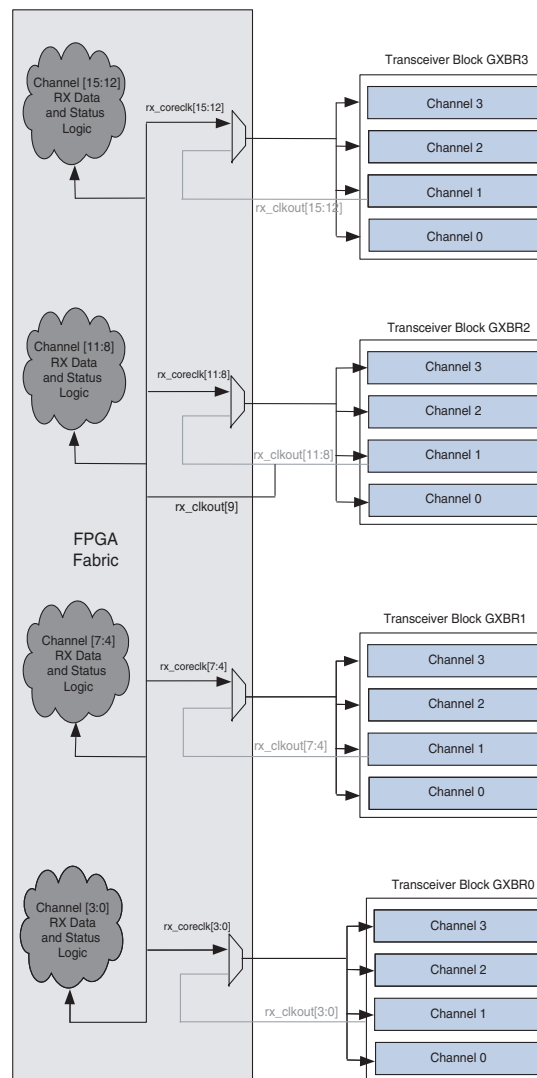 Transceiver Block GXBR3
Channel [15:12]
RX Data
and Status
Logic
rx_coreclk[15:12]
rx_clkout[15:12]
Channel 3
Channel 2
Channel 1
Channel 0
Transceiver Block GXBR2
Channel [11:8]
RX Data
and Status
Logic
rx_coreclk[11:8]
rx_clkout[11:8]
rx_clkout[9]
Channel 3
Channel 2
Channel 1
Channel 0
FPGA
Fabric
Transceiver Block GXBR1
Channel [7:4]
RX Data
and Status
Logic
rx_coreclk[7:4]
rx_clkout[7:4]
Channel 3
Channel 2
Channel 1
Channel 0
Transceiver Block GXBR0
Channel [3:0]
RX Data
and Status
Logic
rx_coreclk[3:0]
rx_clkout[3:0]
Channel 3
Channel 2
Channel 1
Channel 0